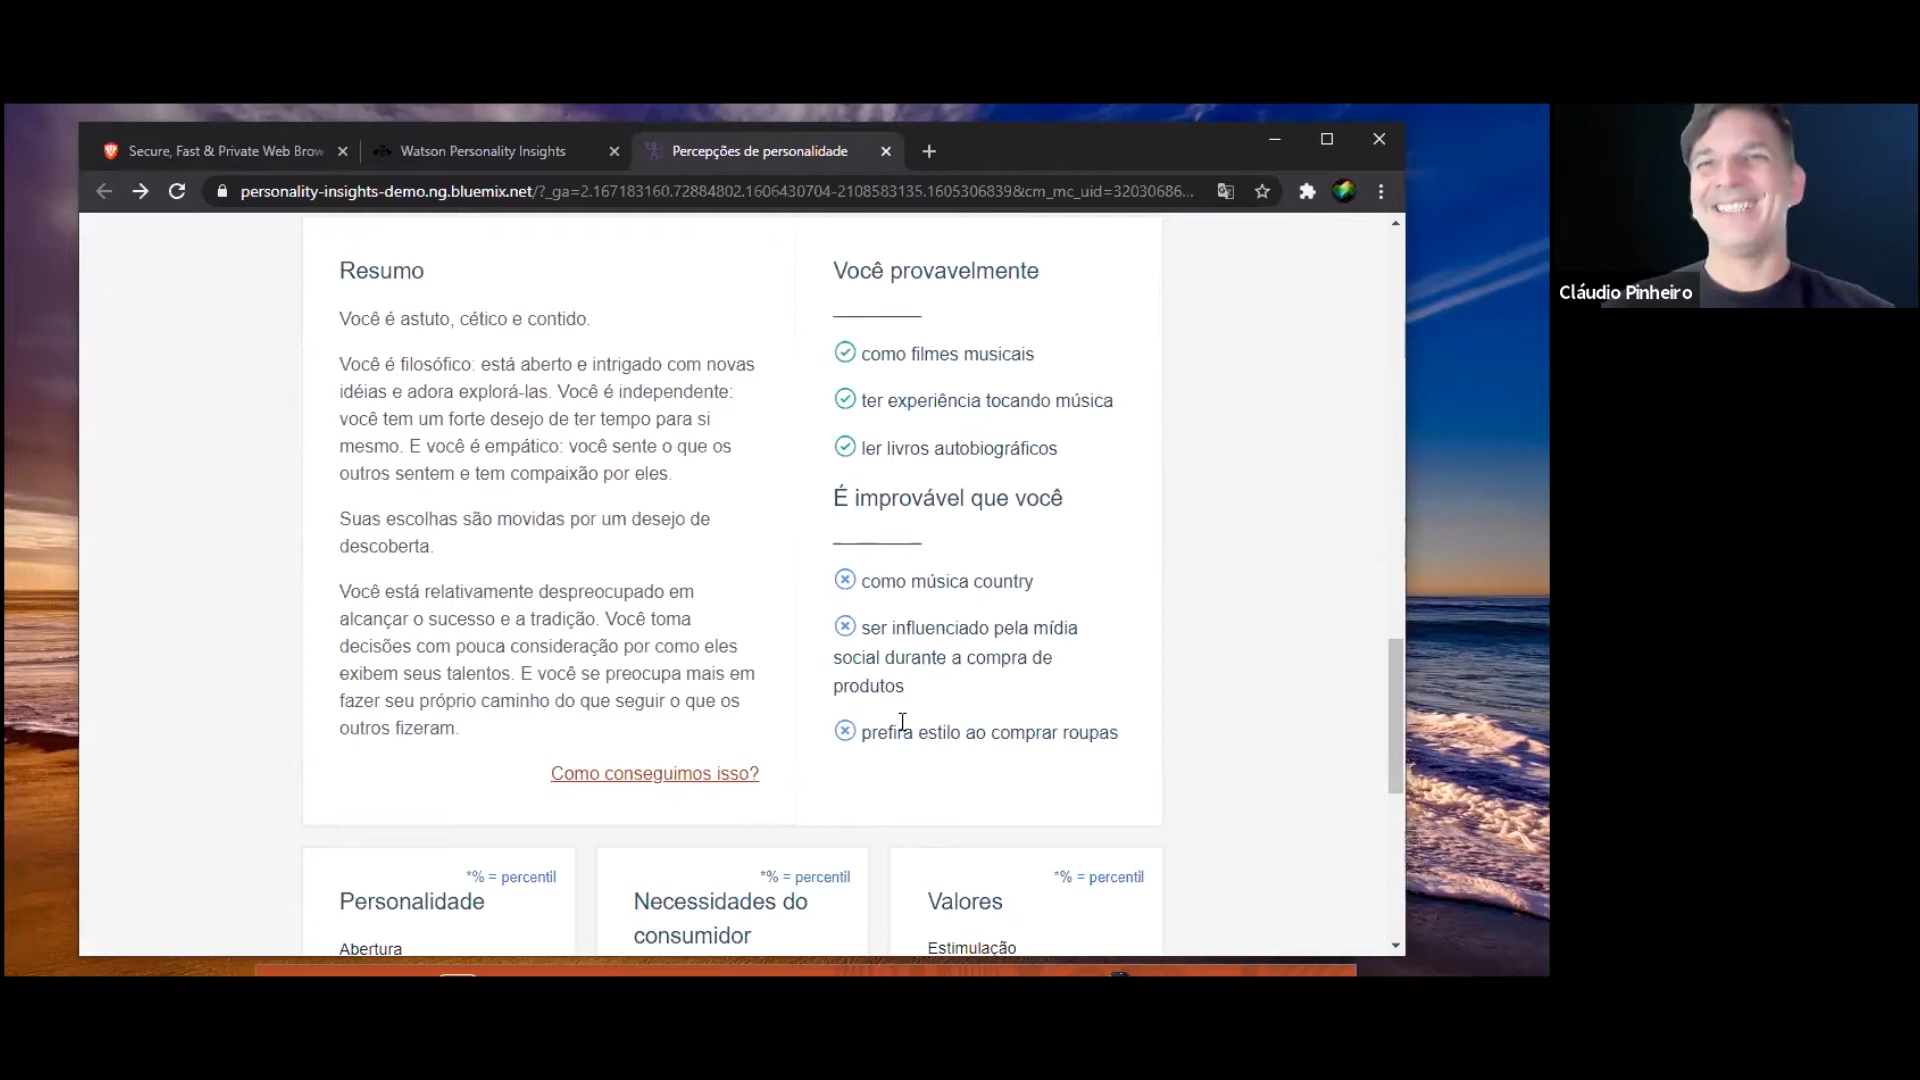 Secure, Fast & Private Web Brow
Watson Personality Insights
Percepções de personalidade
personality-insights-demo.ng.bluemix.net/?_ga=2.167183160.72884802.1606430704-2108583135.1605306839&cm_mc_uid=32030686...
Cláudio Pinheiro
Resumo
Você é astuto, cético e contido.
Você é filosófico: está aberto e intrigado com novas
idéias e adora explorá-las. Você é independente:
você tem um forte desejo de ter tempo para si
mesmo. E você é empático: você sente o que os
outros sentem e tem compaixão por eles.
Suas escolhas são movidas por um desejo de
descoberta.
Você está relativamente despreocupado em
alcançar o sucesso e a tradição. Você toma
decisões com pouca consideração por como eles
exibem seus talentos. E você se preocupa mais em
fazer seu próprio caminho do que seguir o que os
outros fizeram.
Como conseguimos isso?
Você provavelmente
como filmes musicais
ter experiência tocando música
ler livros autobiográficos
É improvável que você
como música country
ser influenciado pela mídia
social durante a compra de
produtos
prefira estilo ao comprar roupas
*% = percentil
Personalidade
Abertura
*% = percentil
Necessidades do
consumidor
*% = percentil
Valores
Estimulação